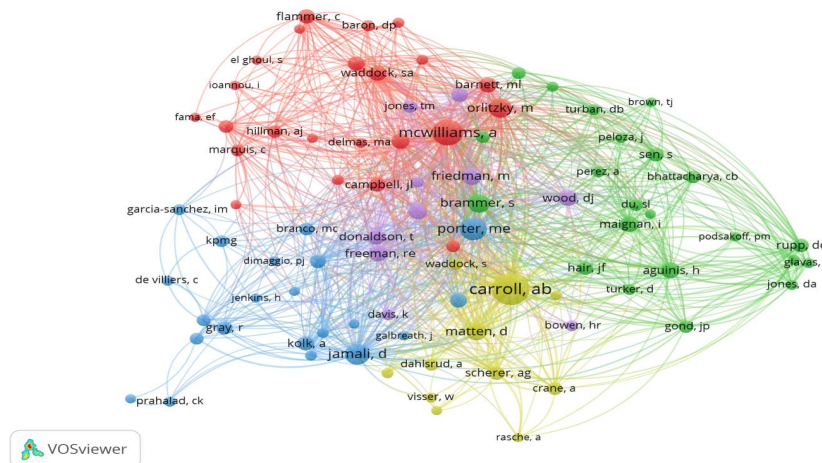 flammer, c
baron, dp
el ghoul, s
waddock, sa
ioannou, i
barnett, ml
jones, tm
orlitzky, m
turban, db
brown, tj
fama, ef
hillman, aj
mcwilliams, a
peloza, j
delmas, ma
marquis, c
sen, s
perez, a
bhattacharya, cb
friedman, m
campbell, jl
wood, dj
brammer, s
du, sl
garcia-sanchez, im
maignan, i
branco, mc
porter, me
donaldson, t
podsakoff, pm
kpmg
rupp, de
freeman, re
dimaggio, pj
waddock, s
glavas,
hair, jf
aguinis, h
de villiers, c
jones, da
carroll, ab
turker, d
jenkins, h
davis, k
bowen, hr
gond, jp
gray, r
matten, d
galbreath, j
kolk, a
jamali, d
dahlsrud, a
scherer, ag
crane, a
visser, w
prahalad, ck
rasche, a
VOSviewer